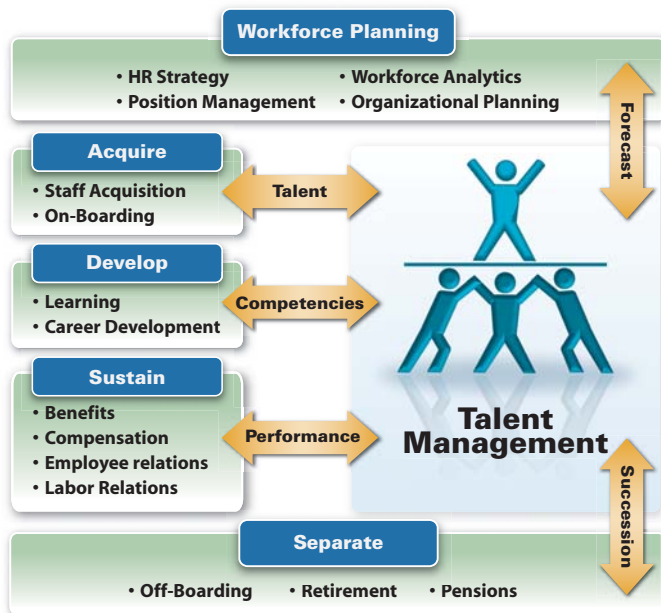 Workforce Planning
• HR Strategy
• Workforce Analytics
• Position Management
• Organizational Planning
Forecast
Acquire
• Staff Acquisition
• On-Boarding
Talent
Develop
• Learning
• Career Development
Competencies
Sustain
• Benefits
• Compensation
• Employee relations
• Labor Relations
Performance
Talent
Management
Succession
Separate
• Off-Boarding
• Retirement
• Pensions